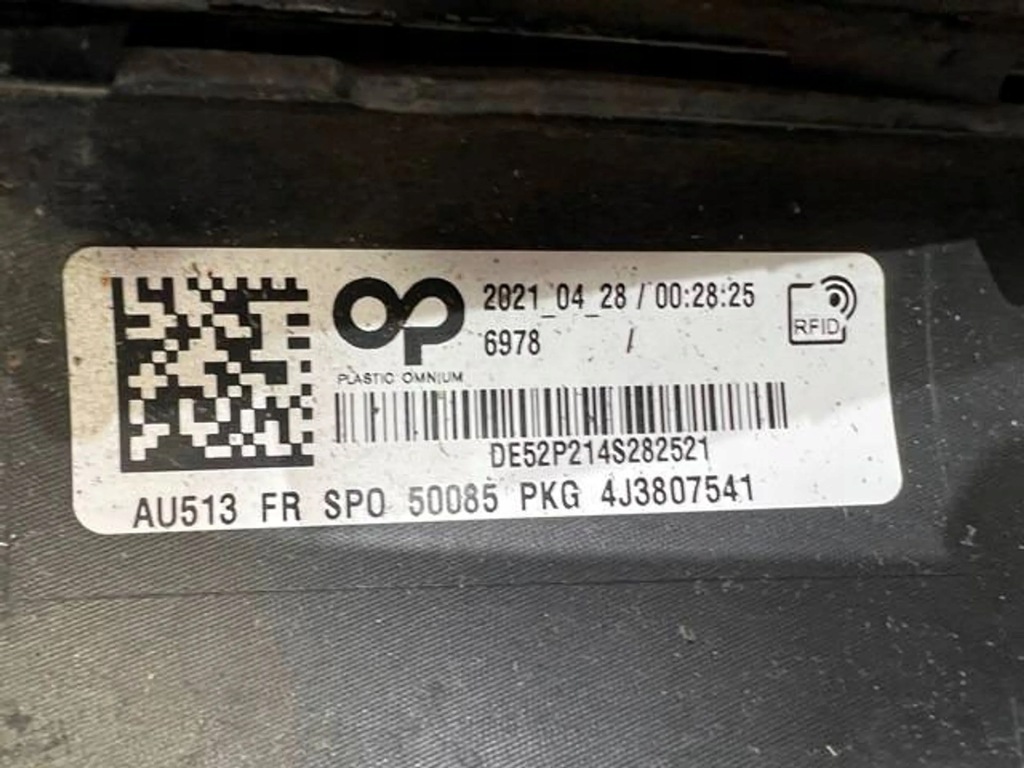 2021_04_28 / 00:28:25
6978 /
RFID
PLASTIC OMNIUM
DE52P214S282521
AU513 FR SPO 50085 PKG 4J3807541